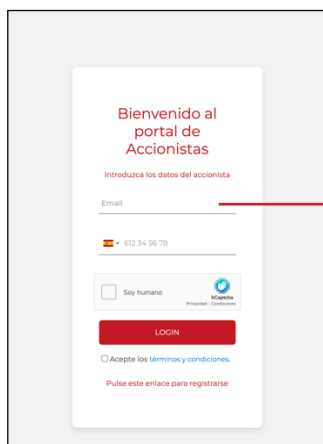 Bienvenido al
portal de
Accionistas
Introduzca los datos del accionista
Email
612 34 56 78
Soy humano
hCaptcha
Privacidad - Condiciones
LOGIN
Acepte los términos y condiciones.
Pulse este enlace para registrarse